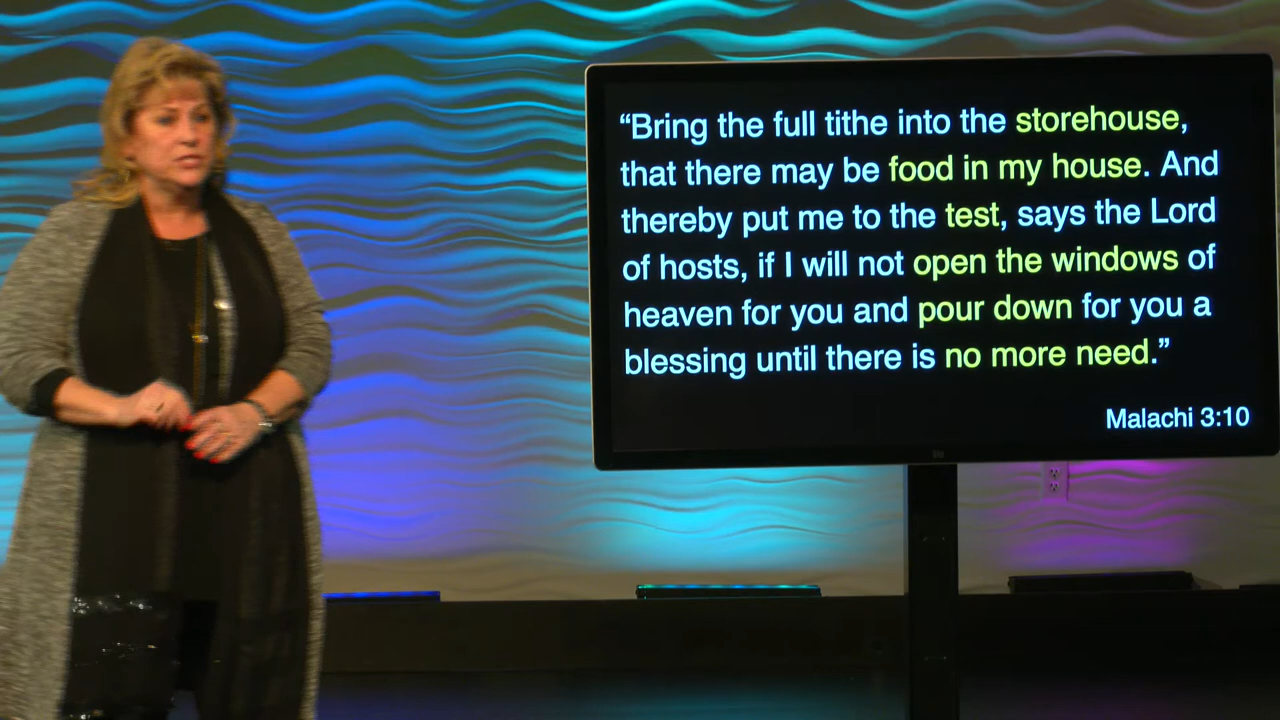 “Bring the full tithe into the storehouse,
that there may be food in my house. And
thereby put me to the test, says the Lord
of hosts, if I will not open the windows of
heaven for you and pour down for you a
blessing until there is no more need.”
Malachi 3:10